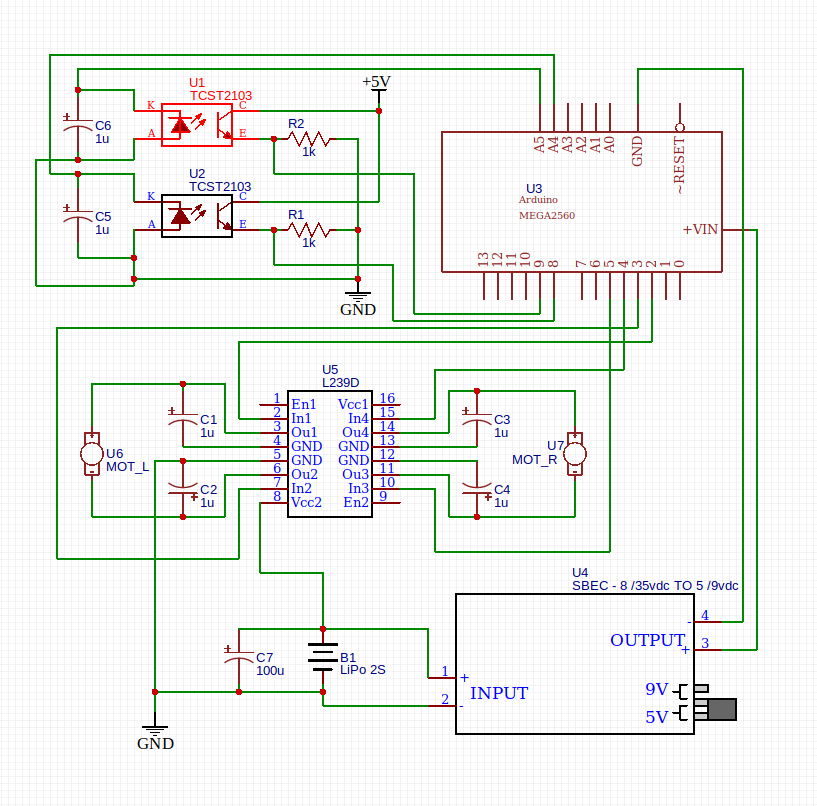 U1
TCST2103
K
C
A
E
C6
1u
+
+5V
R2
1k
U2
TCST2103
K
C
A
E
C5
1u
+
R1
1k
GND
A5
A4
A3
A2
A1
A0
GND
~RESET
U3
Arduino
MEGA2560
+VIN
13
12
11
10
9
8
7
6
5
4
3
2
1
0
U5
L239D
1 En1
2 In1
3 Ou1
4 GND
5 GND
6 Ou2
7 In2
8 Vcc2
Vcc1 16
In4 15
Ou4 14
GND 13
GND 12
Ou3 11
In3 10
En2 9
+
C1
1u
U6
MOT_L
+
-
C2
1u
+
+
C3
1u
U7
MOT_R
+
-
C4
1u
+
U4
SBEC - 8 /35vdc TO 5 /9vdc
- 4
OUTPUT
+ 3
1 +
INPUT
2 -
9V
5V
+
C7
100u
B1
LiPo 2S
GND